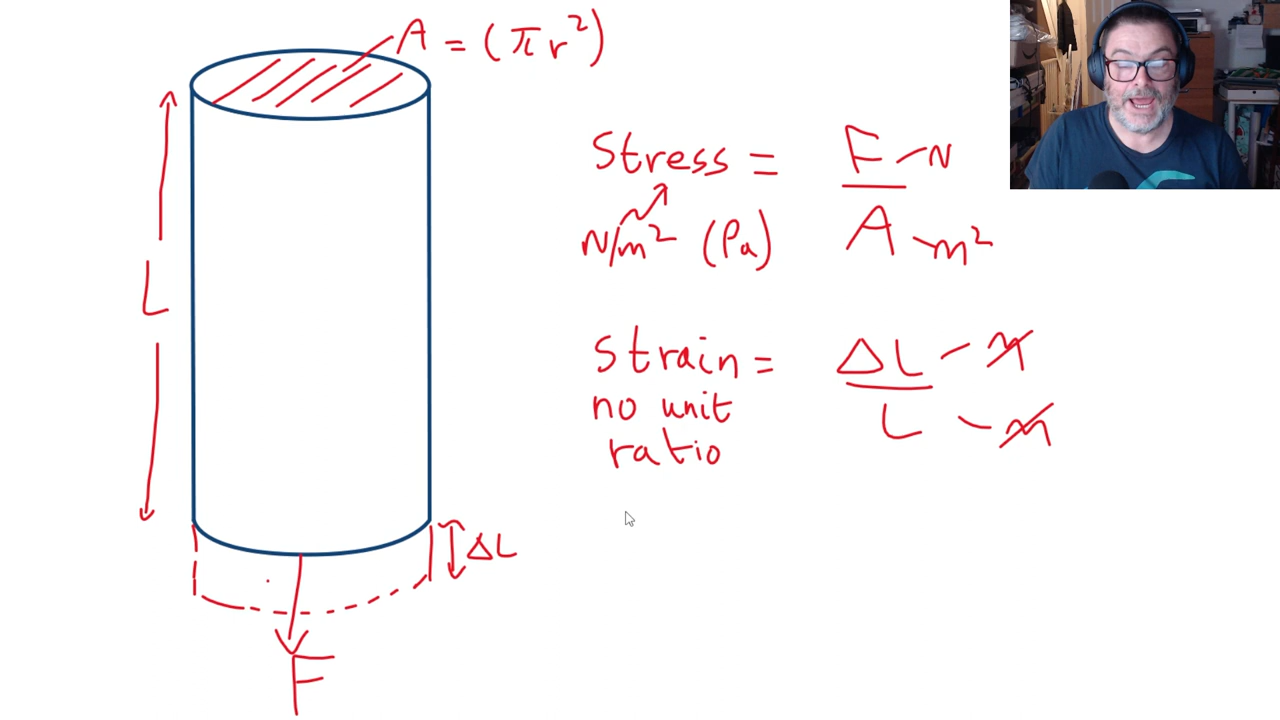 A = (πr²)
Stress = F – N
N/m² (Pa) A – m²
L
Strain = ΔL – m
no unit L – m
ratio
ΔL
F